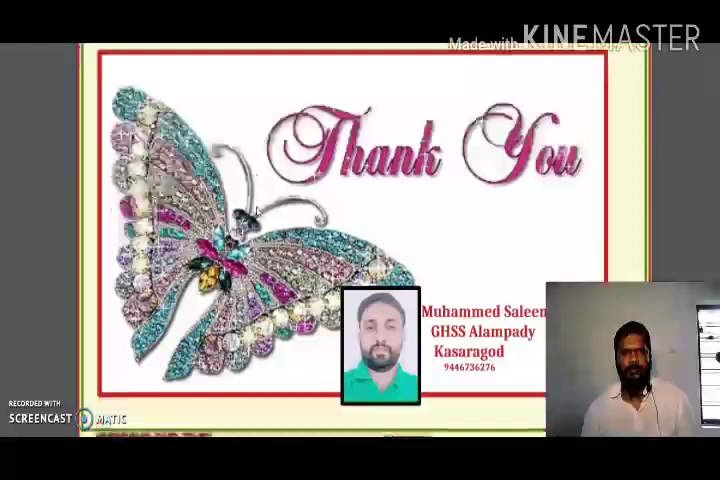 Made with KINEMASTER
Thank You
Muhammed Saleem
GHSS Alampady
Kasaragod
9446736276
RECORDED WITH
SCREENCAST MATIC